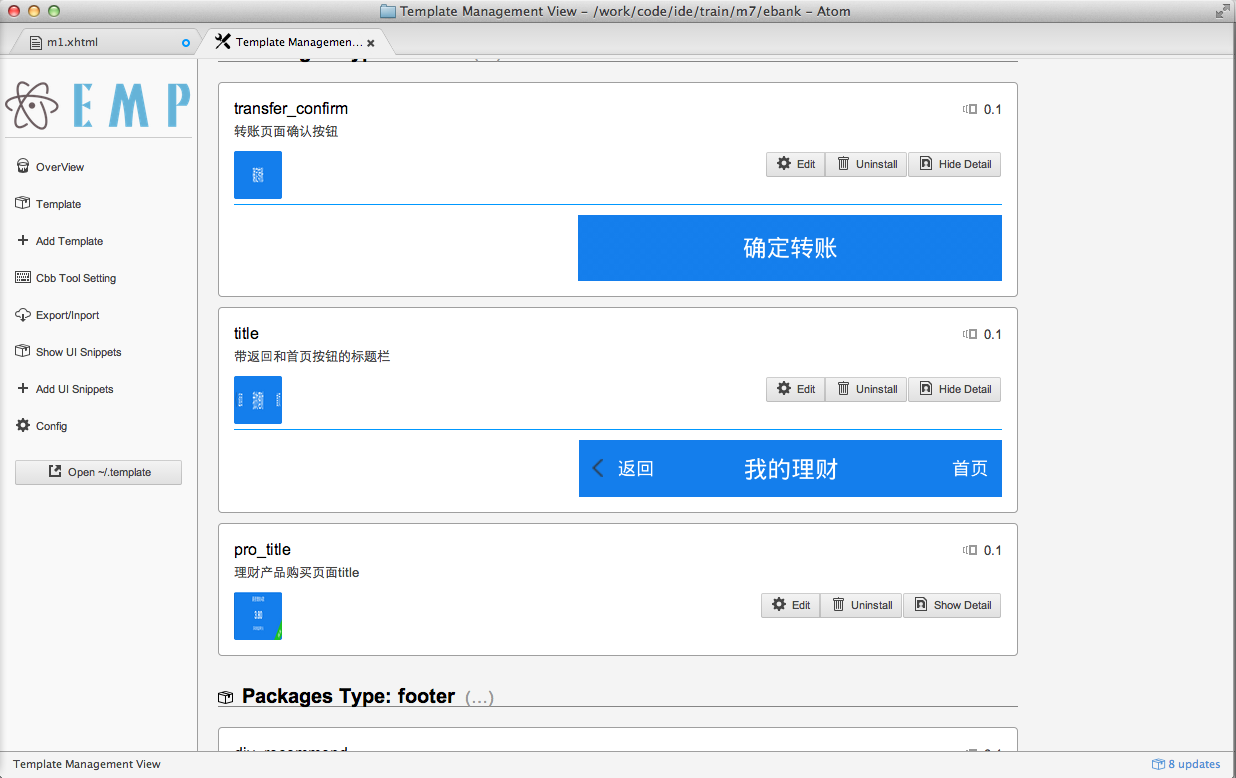 Template Management View – /work/code/ide/train/m7/ebank – Atom
m1.xhtml
Template Managemen...
EMP
OverView
Template
Add Template
Cbb Tool Setting
Export/Inport
Show UI Snippets
Add UI Snippets
Config
Open ~/.template
transfer_confirm
0.1
转账页面确认按钮
Edit
Uninstall
Hide Detail
确定转账
title
0.1
带返回和首页按钮的标题栏
Edit
Uninstall
Hide Detail
返回
我的理财
首页
pro_title
0.1
理财产品购买页面title
3.80
Edit
Uninstall
Show Detail
Packages Type: footer (...)
Template Management View
8 updates